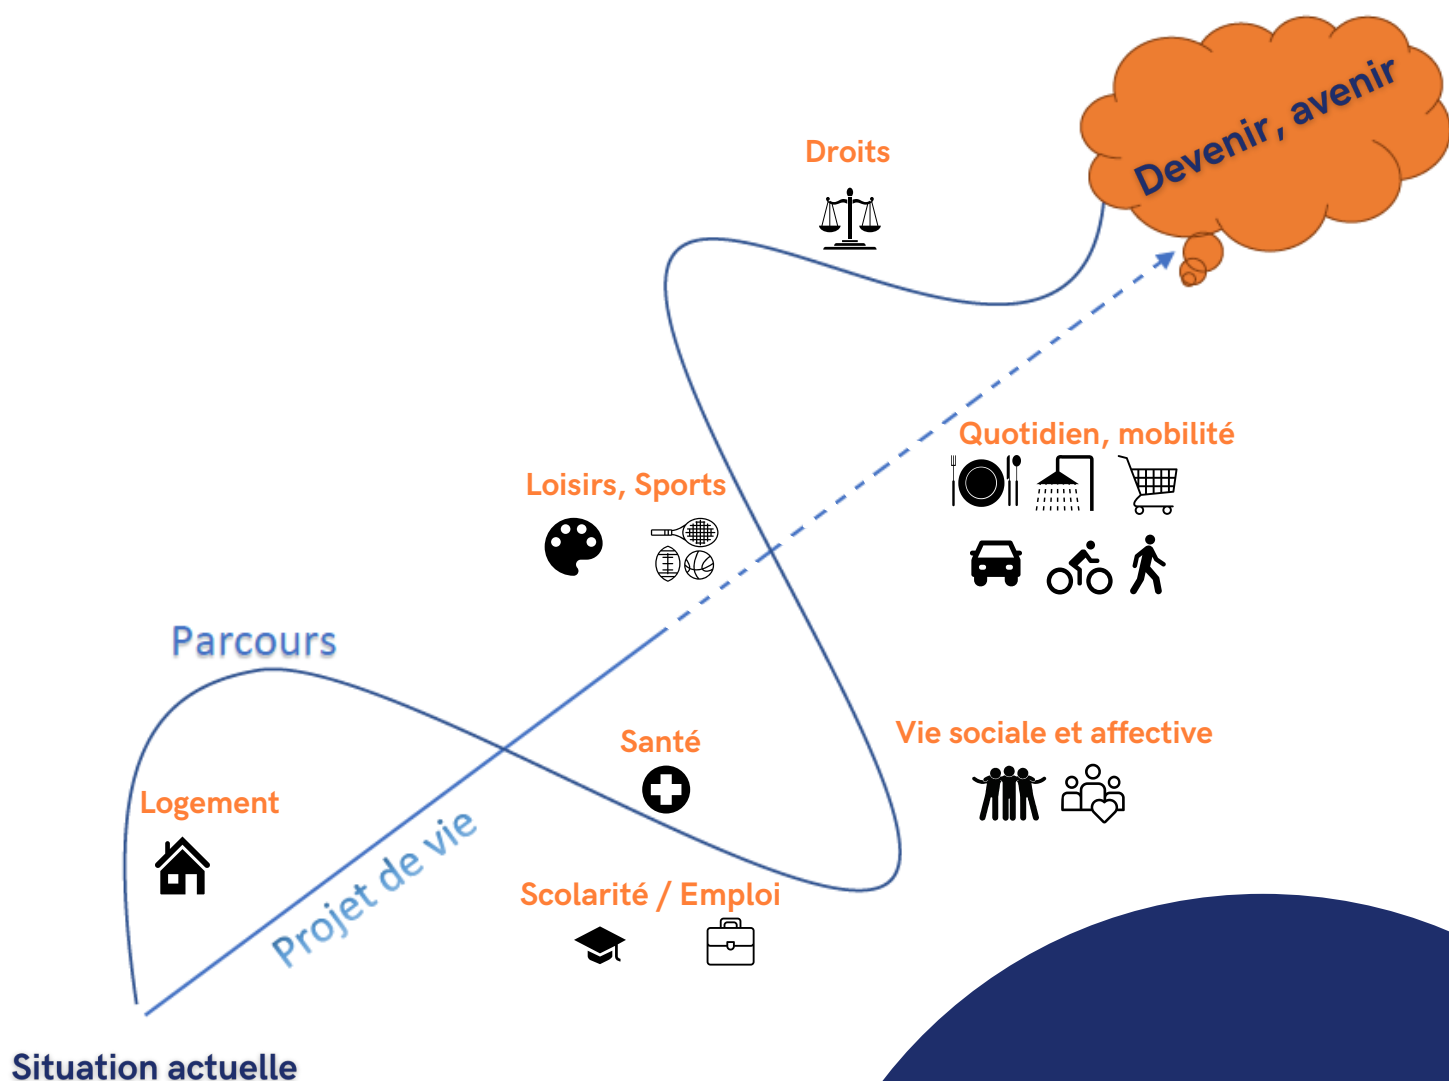 Devenir, avenir
Droits
Quotidien, mobilité
Loisirs, Sports
Parcours
Santé
Vie sociale et affective
Logement
Projet de vie
Scolarité / Emploi
Situation actuelle